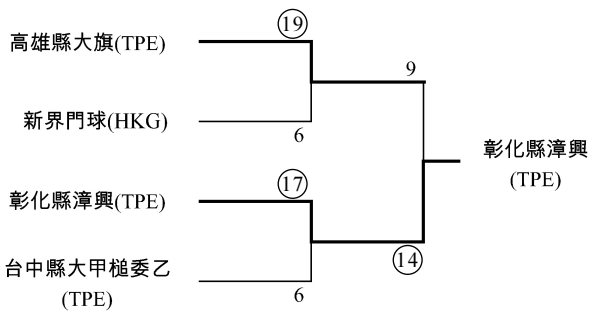 ⑲
高雄縣大旗(TPE)
9
新界門球(HKG)
6
彰化縣漳興
(TPE)
⑰
彰化縣漳興(TPE)
台中縣大甲槌委乙
(TPE)
6
⑭